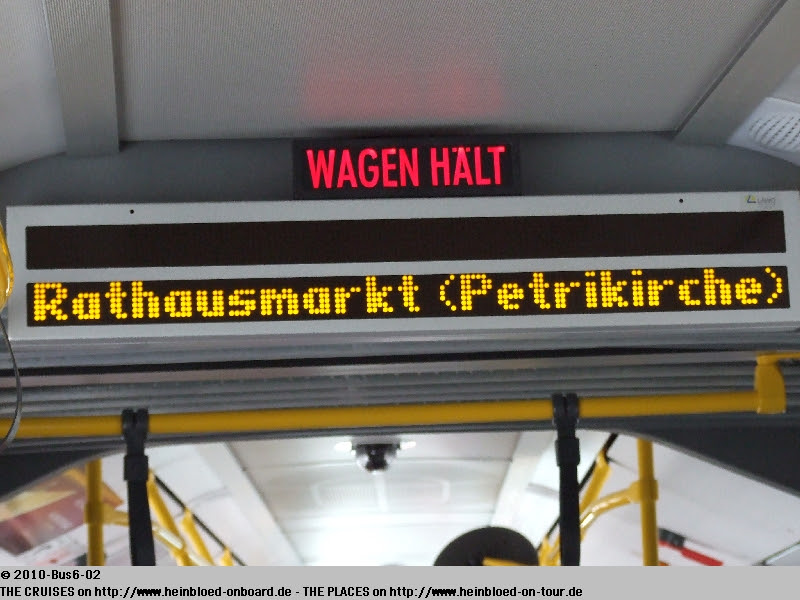 WAGEN HÄLT
Rathausmarkt (Petrikirche)
© 2010-Bus6-02
THE CRUISES on http://www.heinbloed-onboard.de - THE PLACES on http://www.heinbloed-on-tour.de